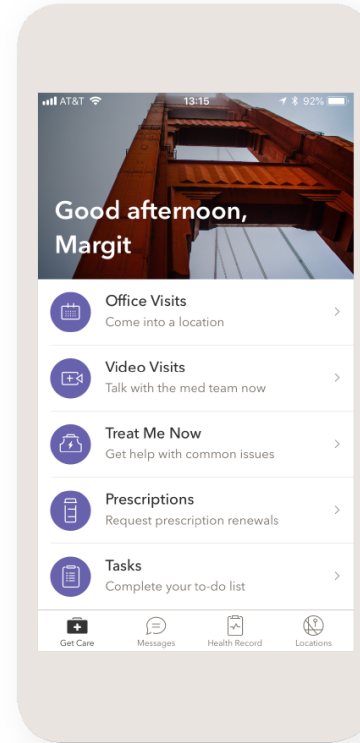 AT&T 13:15 92%
Good afternoon,
Margit
Office Visits
Come into a location
Video Visits
Talk with the med team now
Treat Me Now
Get help with common issues
Prescriptions
Request prescription renewals
Tasks
Complete your to-do list
Get Care Messages Health Record Locations